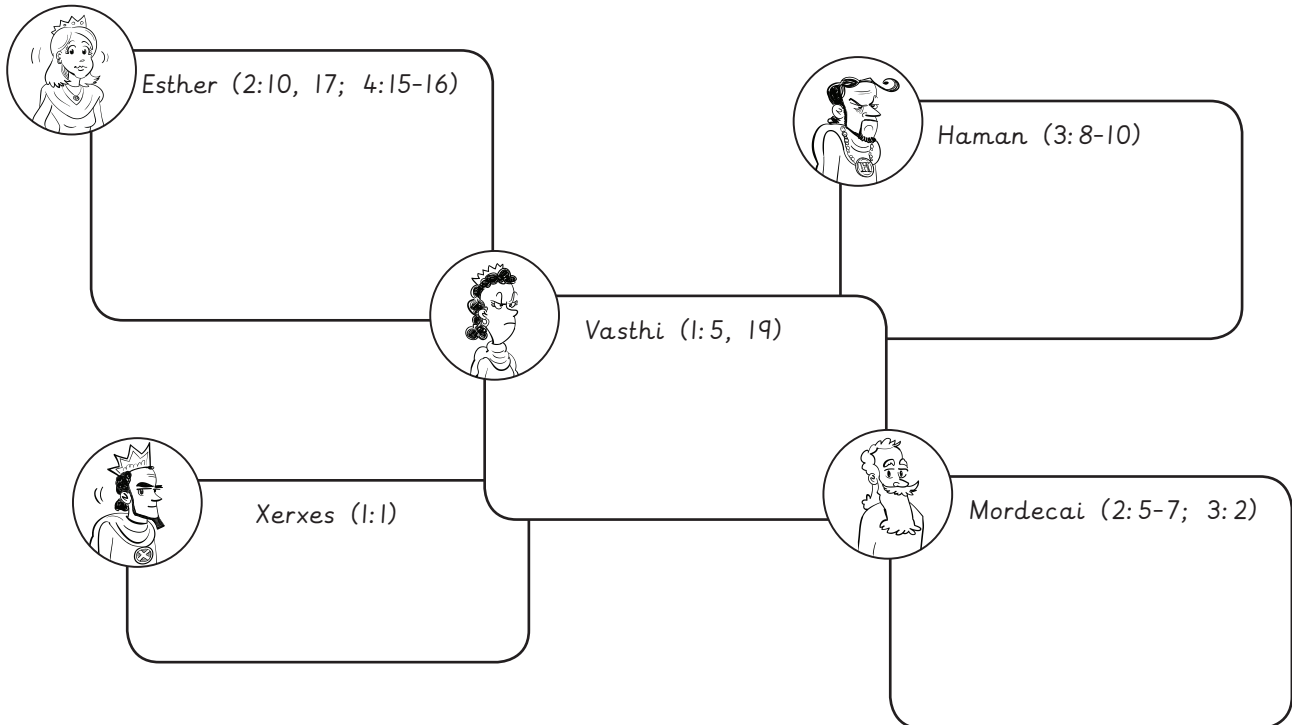 Esther (2:10, 17; 4:15-16)
Haman (3:8-10)
Vasthi (1:5, 19)
Xerxes (1:1)
Mordecai (2:5-7; 3:2)